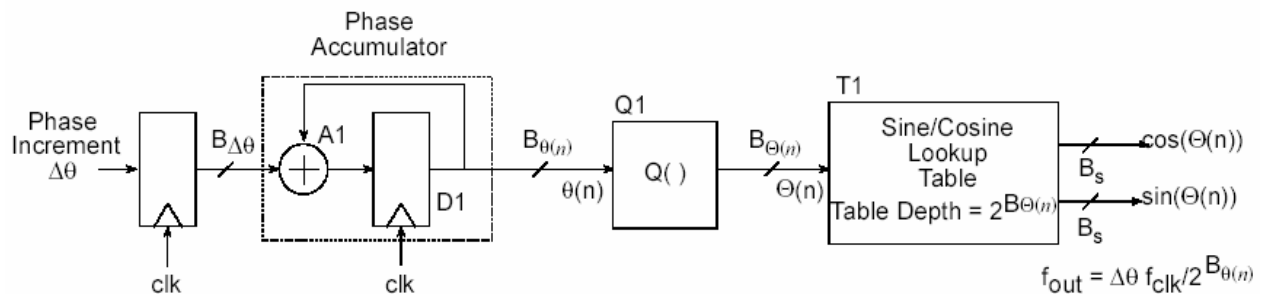 Phase
Accumulator
Phase
Increment
Δθ
B_Δθ
A1
D1
clk
clk
B_θ(n)
θ(n)
Q1
Q( )
B_Θ(n)
Θ(n)
T1
Sine/Cosine
Lookup
Table
Table Depth = 2^B_Θ(n)
B_s
cos(Θ(n))
B_s
sin(Θ(n))
f_out = Δθ f_clk/2^B_θ(n)